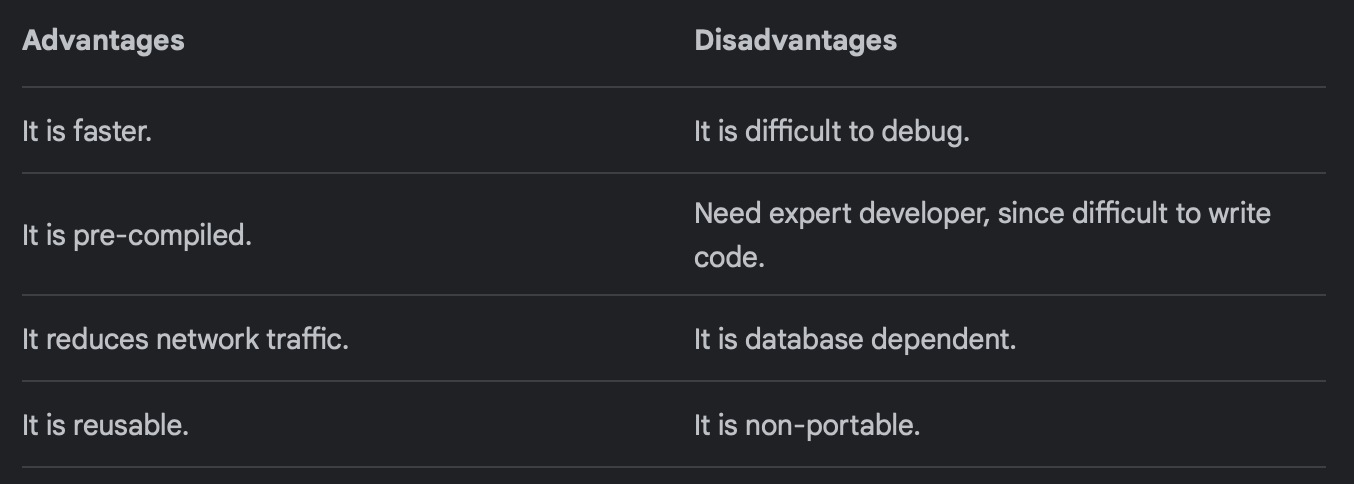 Advantages
Disadvantages
It is faster.
It is difficult to debug.
It is pre-compiled.
Need expert developer, since difficult to write
code.
It reduces network traffic.
It is database dependent.
It is reusable.
It is non-portable.